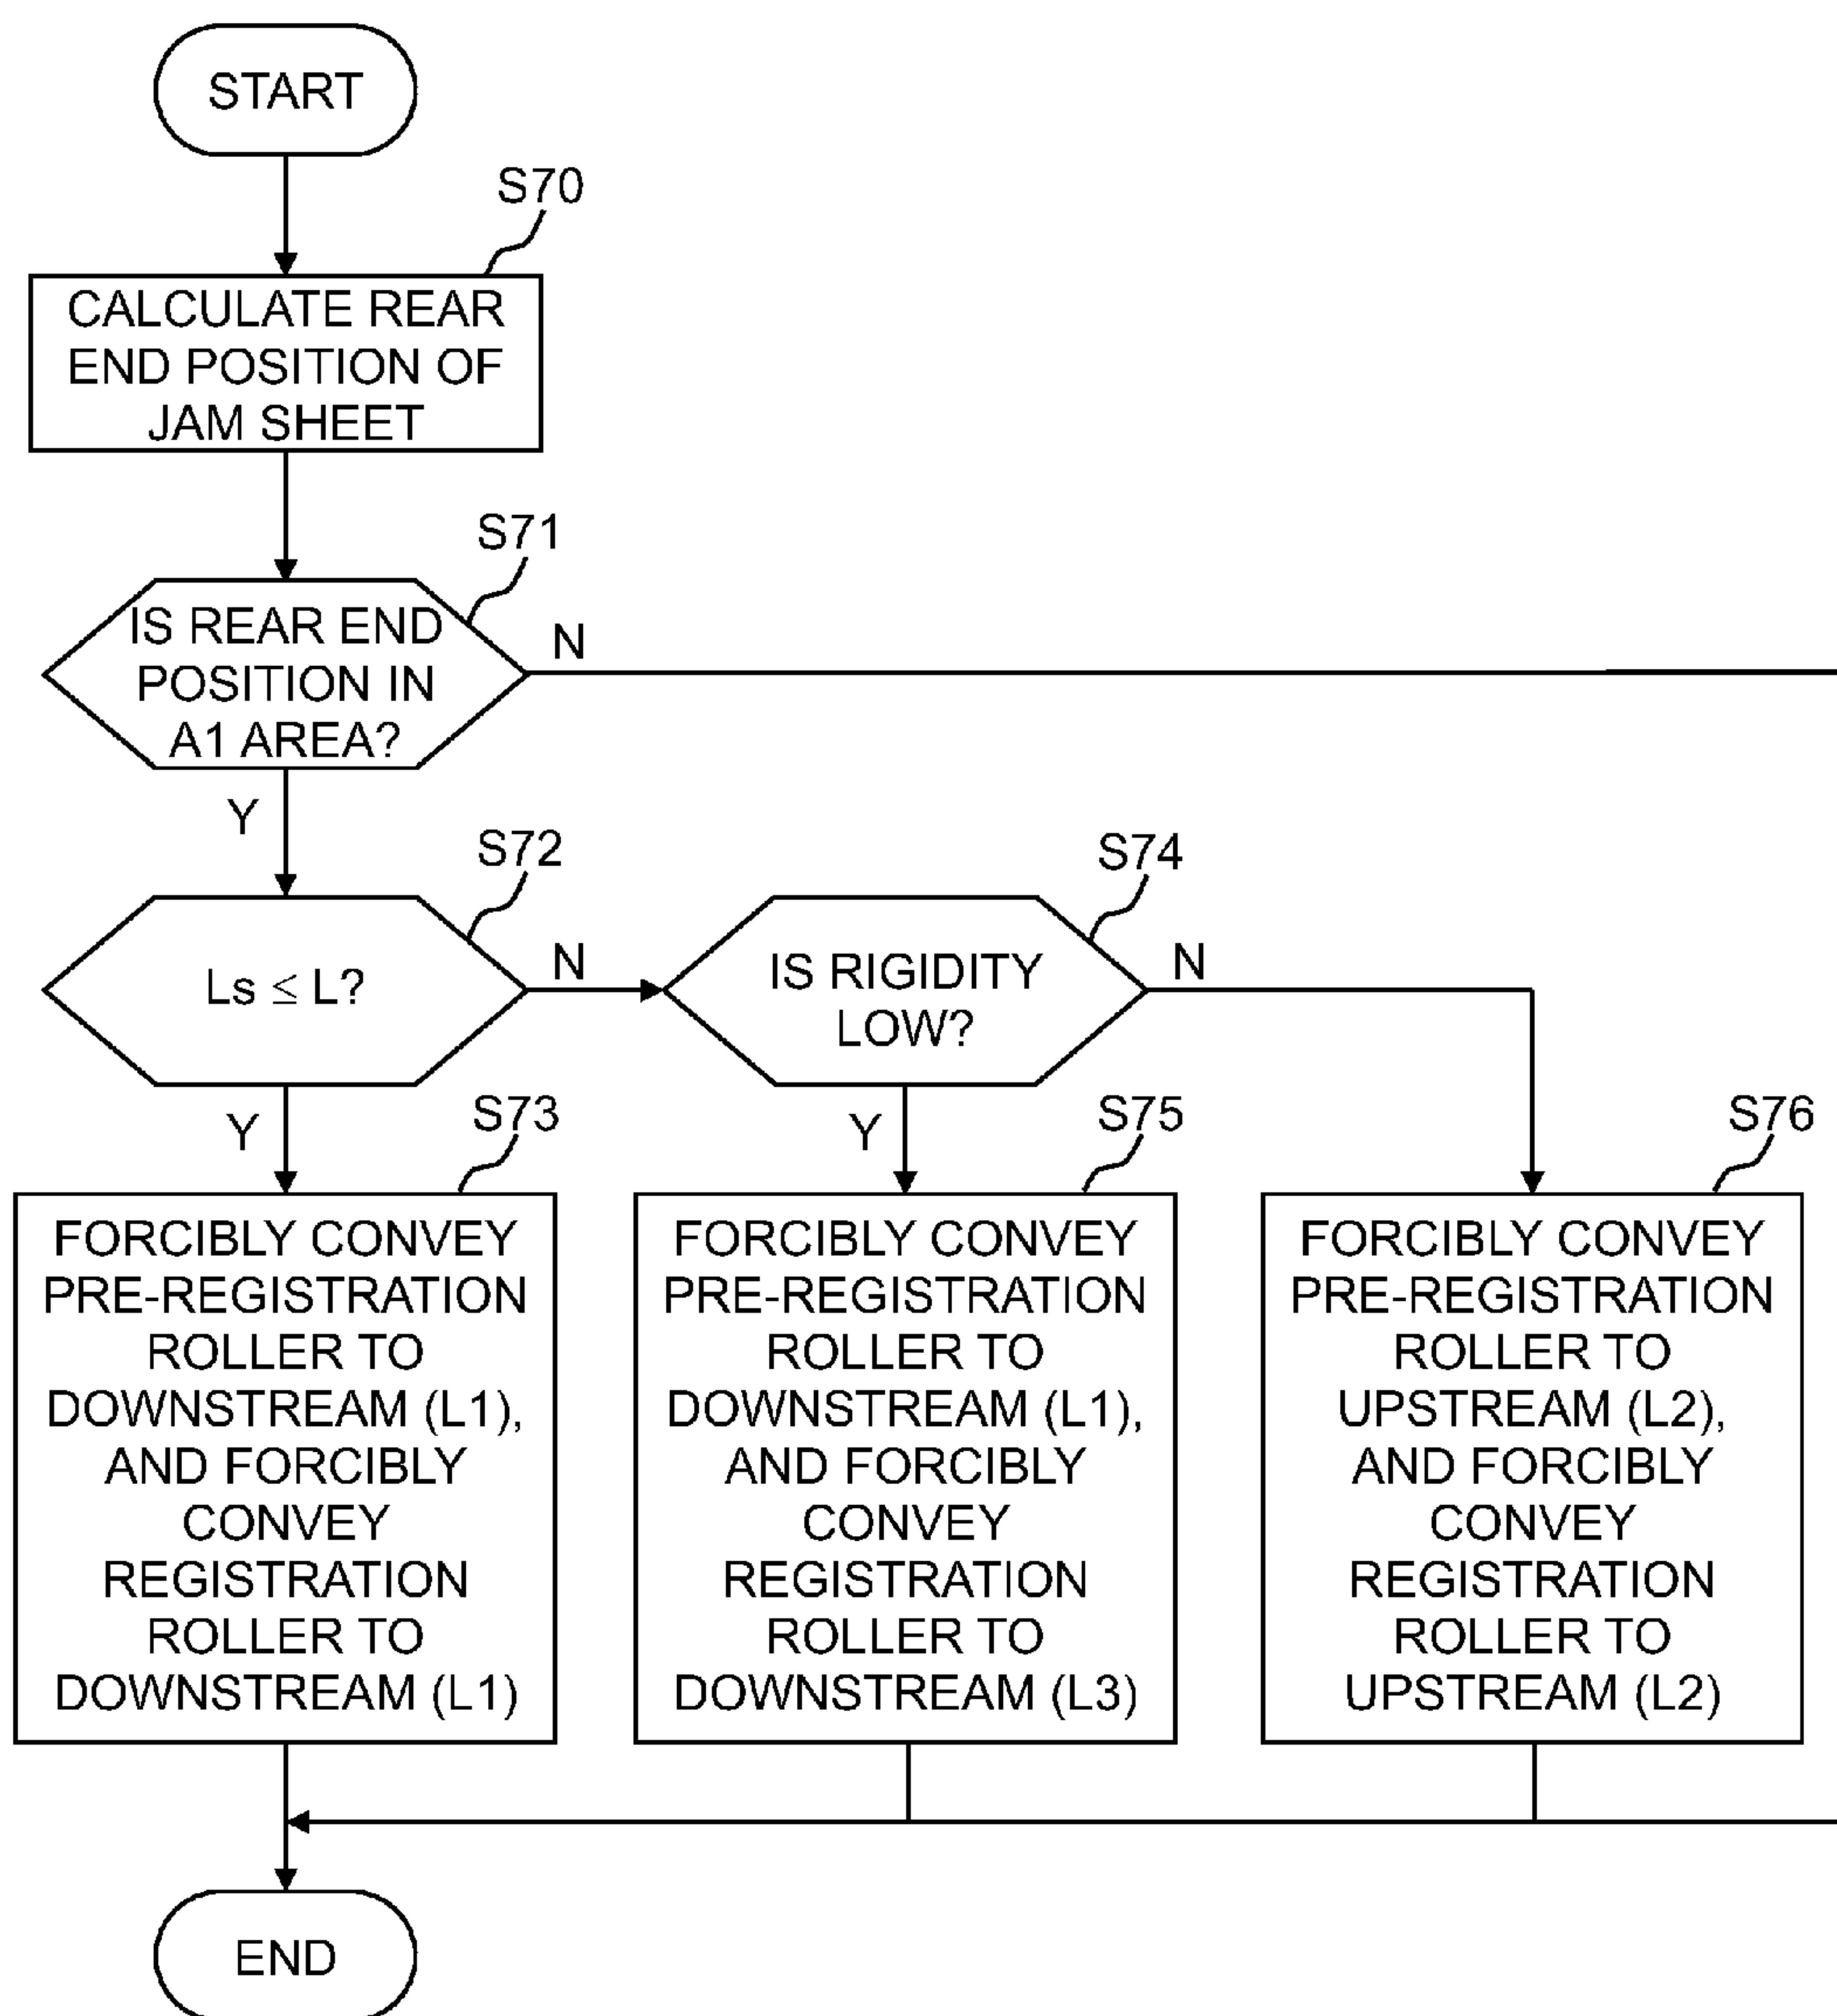 START
S70
CALCULATE REAR
END POSITION OF
JAM SHEET
S71
IS REAR END
POSITION IN
A1 AREA?
N
Y
S72
Ls ≤ L?
N
S74
IS RIGIDITY
LOW?
N
Y
S73
Y
S75
S76
FORCIBLY CONVEY
PRE-REGISTRATION
ROLLER TO
DOWNSTREAM (L1),
AND FORCIBLY
CONVEY
REGISTRATION
ROLLER TO
DOWNSTREAM (L1)
FORCIBLY CONVEY
PRE-REGISTRATION
ROLLER TO
DOWNSTREAM (L1),
AND FORCIBLY
CONVEY
REGISTRATION
ROLLER TO
DOWNSTREAM (L3)
FORCIBLY CONVEY
PRE-REGISTRATION
ROLLER TO
UPSTREAM (L2),
AND FORCIBLY
CONVEY
REGISTRATION
ROLLER TO
UPSTREAM (L2)
END